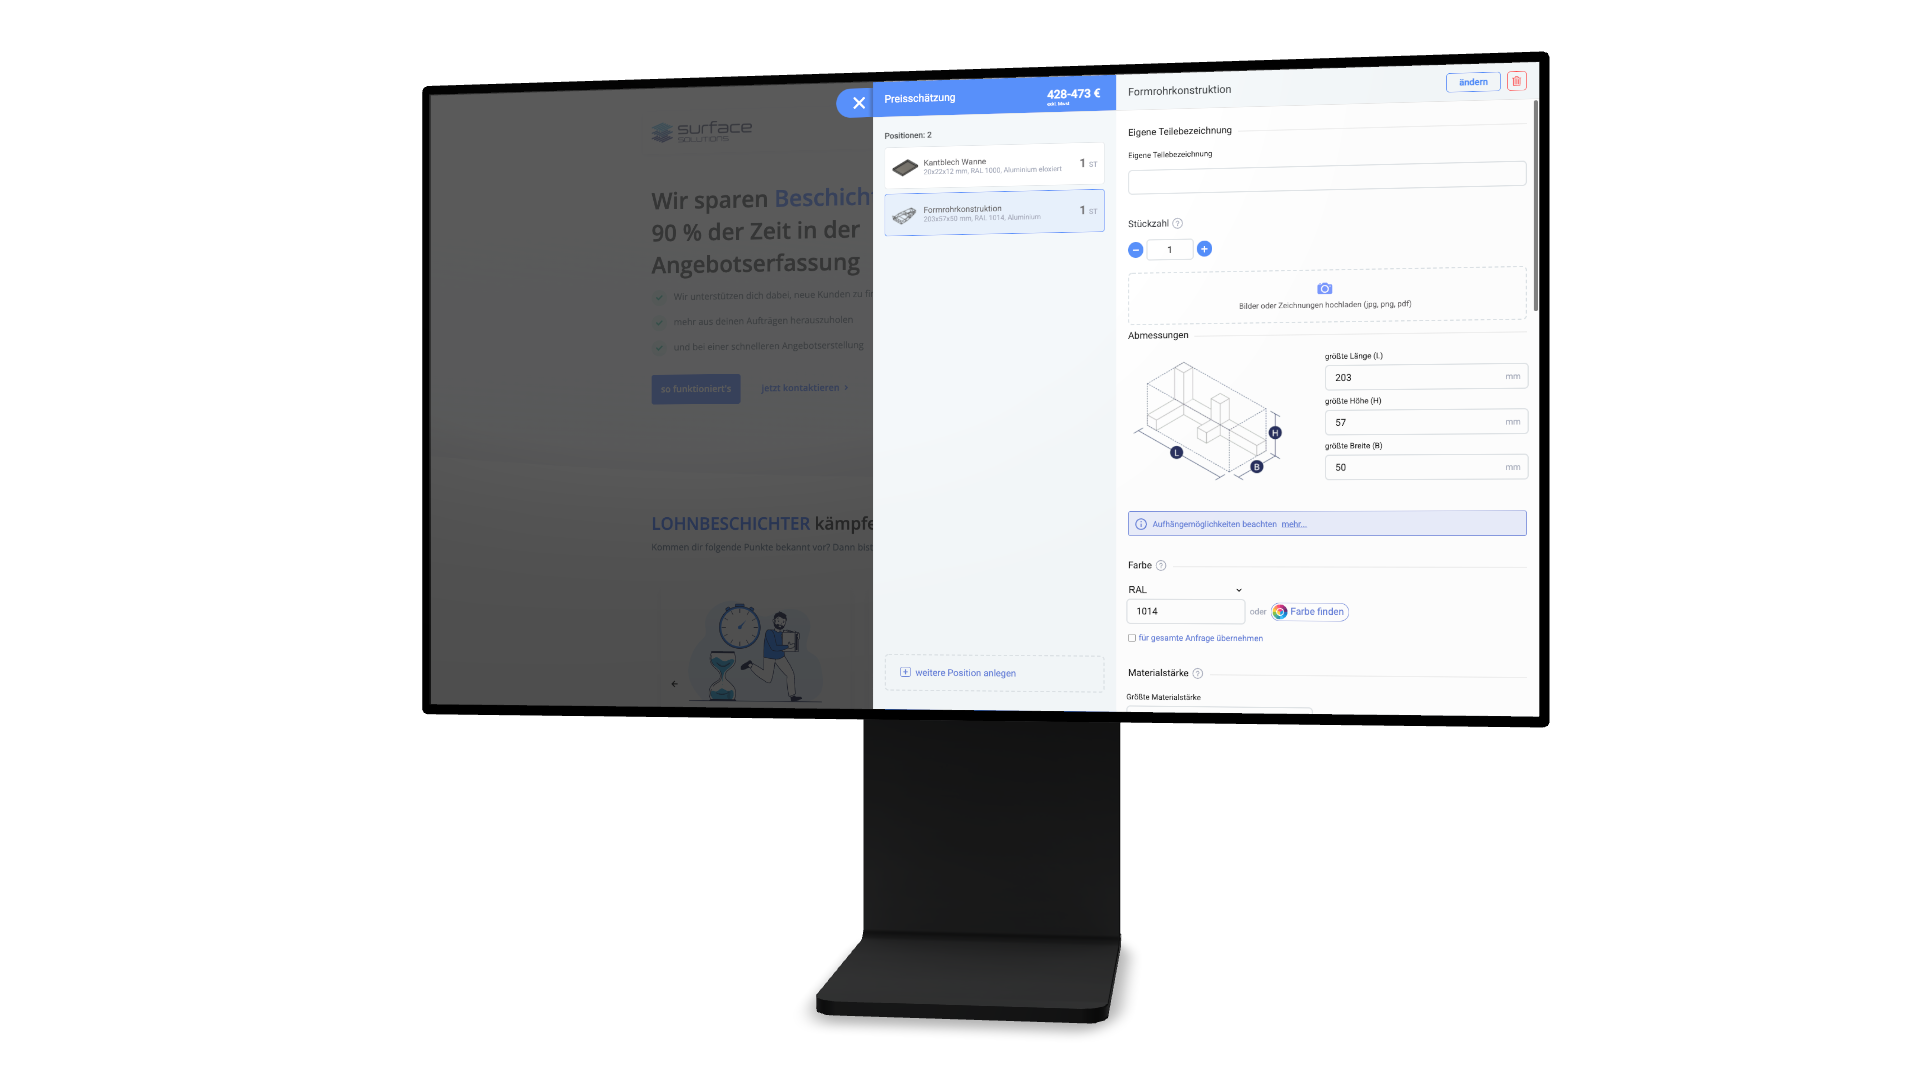 surface
SOLUTIONS
Wir sparen Beschicht
90 % der Zeit in der
Angebotserfassung
Wir unterstützen dich dabei, neue Kunden zu fi
mehr aus deinen Aufträgen herauszuholen
und bei einer schnelleren Angebotserstellung
so funktioniert's
jetzt kontaktieren
LOHNBESCHICHTER kämpfe
Kommen dir folgende Punkte bekannt vor? Dann bist
Preisschätzung
428-473 €
exkl. Mwst
Positionen: 2
Kantblech Wanne
20x22x12 mm, RAL 1000, Aluminium eloxiert
1 ST
Formrohrkonstruktion
203x57x50 mm, RAL 1014, Aluminium
1 ST
weitere Position anlegen
Formrohrkonstruktion
ändern
Eigene Teilebezeichnung
Eigene Teilebezeichnung
Stückzahl ?
1
Bilder oder Zeichnungen hochladen (jpg, png, pdf)
Abmessungen
L
B
H
größte Länge (L)
203 mm
größte Höhe (H)
57 mm
größte Breite (B)
50 mm
Aufhängemöglichkeiten beachten mehr...
Farbe ?
RAL
1014
oder
Farbe finden
für gesamte Anfrage übernehmen
Materialstärke ?
Größte Materialstärke